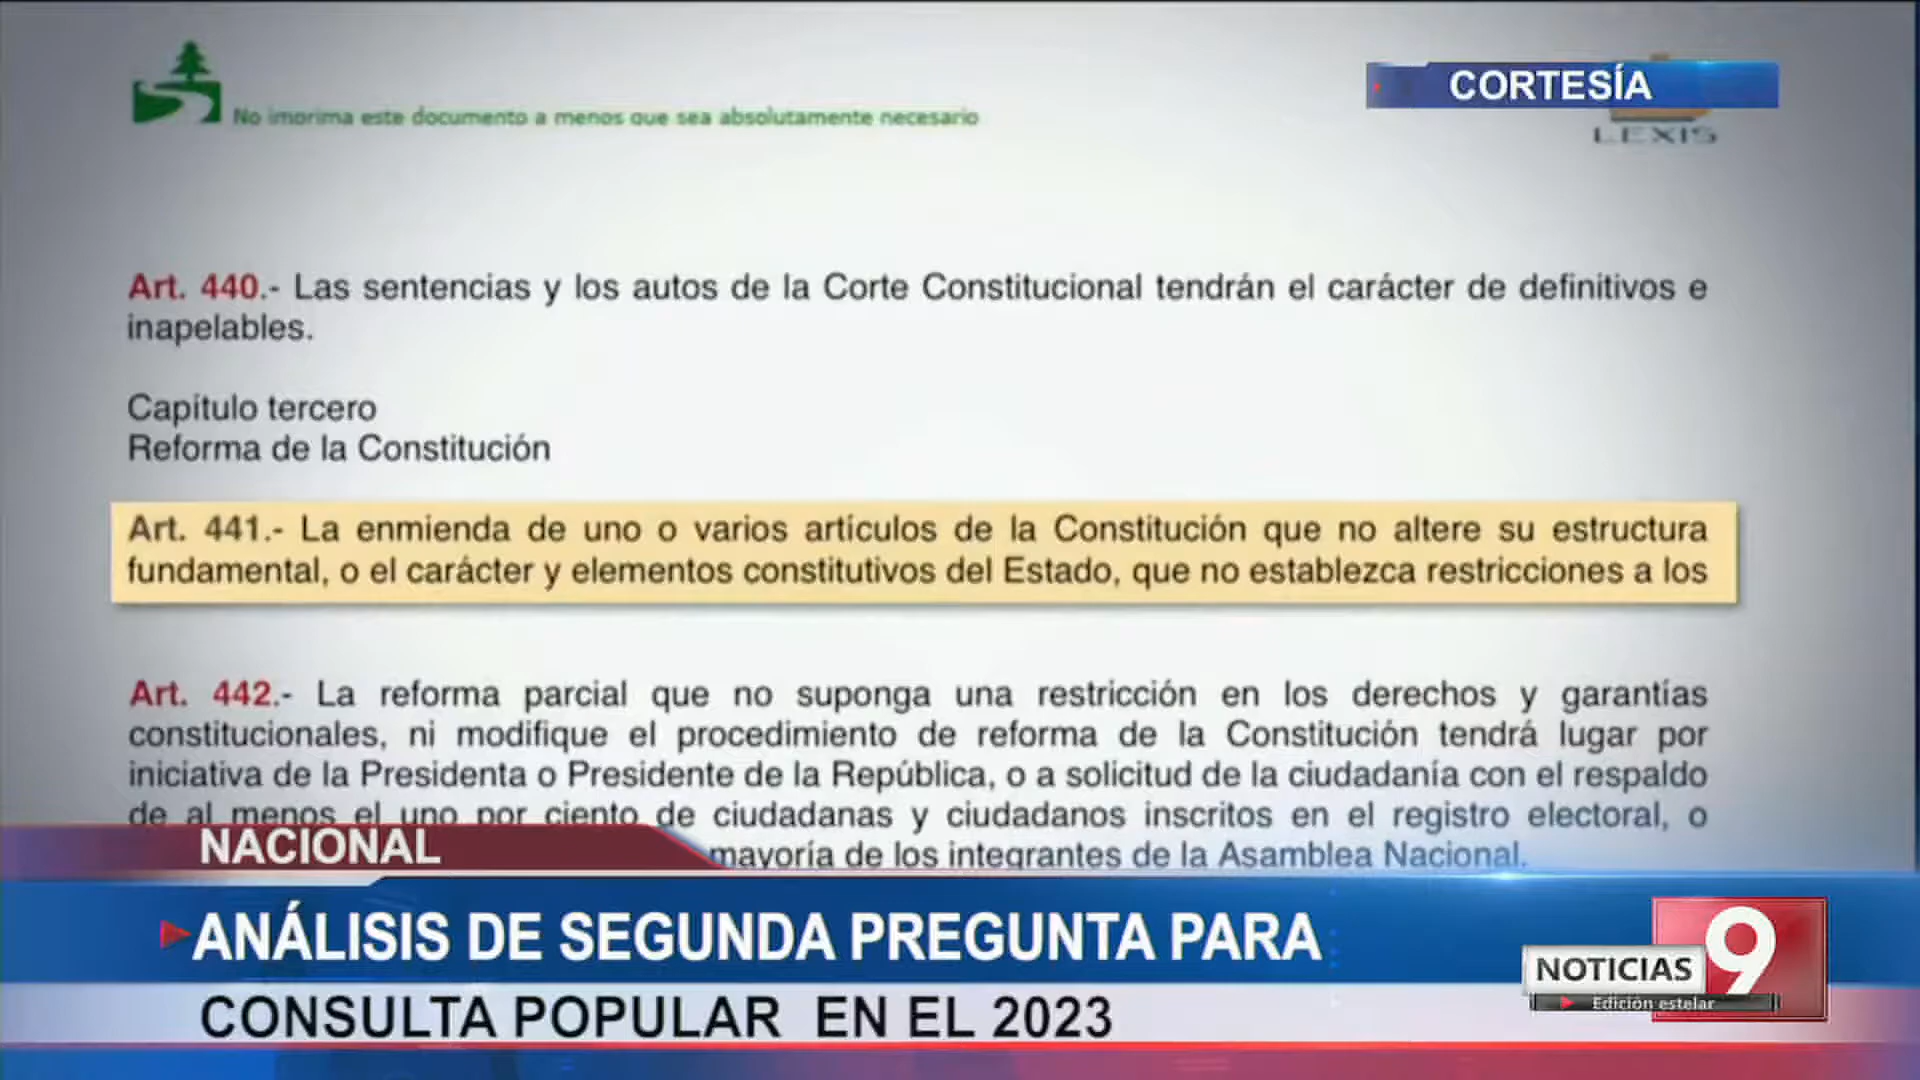 No imprima este documento a menos que sea absolutamente necesario
CORTESÍA
LEXIS
Art. 440.- Las sentencias y los autos de la Corte Constitucional tendrán el carácter de definitivos e
inapelables.
Capítulo tercero
Reforma de la Constitución
Art. 441.- La enmienda de uno o varios artículos de la Constitución que no altere su estructura
fundamental, o el carácter y elementos constitutivos del Estado, que no establezca restricciones a los
Art. 442.- La reforma parcial que no suponga una restricción en los derechos y garantías
constitucionales, ni modifique el procedimiento de reforma de la Constitución tendrá lugar por
iniciativa de la Presidenta o Presidente de la República, o a solicitud de la ciudadanía con el respaldo
de al menos el uno por ciento de ciudadanas y ciudadanos inscritos en el registro electoral, o
mayoría de los integrantes de la Asamblea Nacional.
NACIONAL
ANÁLISIS DE SEGUNDA PREGUNTA PARA
CONSULTA POPULAR EN EL 2023
NOTICIAS 9
Edición estelar